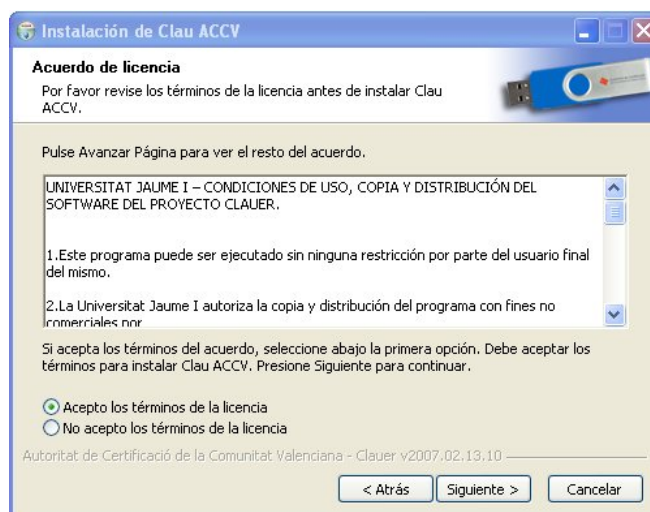 Instalación de Clau ACCV
Acuerdo de licencia
Por favor revise los términos de la licencia antes de instalar Clau
ACCV.
Pulse Avanzar Página para ver el resto del acuerdo.
UNIVERSITAT JAUME I – CONDICIONES DE USO, COPIA Y DISTRIBUCIÓN DEL
SOFTWARE DEL PROYECTO CLAUER.
1.Este programa puede ser ejecutado sin ninguna restricción por parte del usuario final
del mismo.
2.La Universitat Jaume I autoriza la copia y distribución del programa con fines no
comerciales por
Si acepta los términos del acuerdo, seleccione abajo la primera opción. Debe aceptar los
términos para instalar Clau ACCV. Presione Siguiente para continuar.
Acepto los términos de la licencia
No acepto los términos de la licencia
Autoritat de Certificació de la Comunitat Valenciana - Clauer v2007.02.13.10
< Atrás
Siguiente >
Cancelar